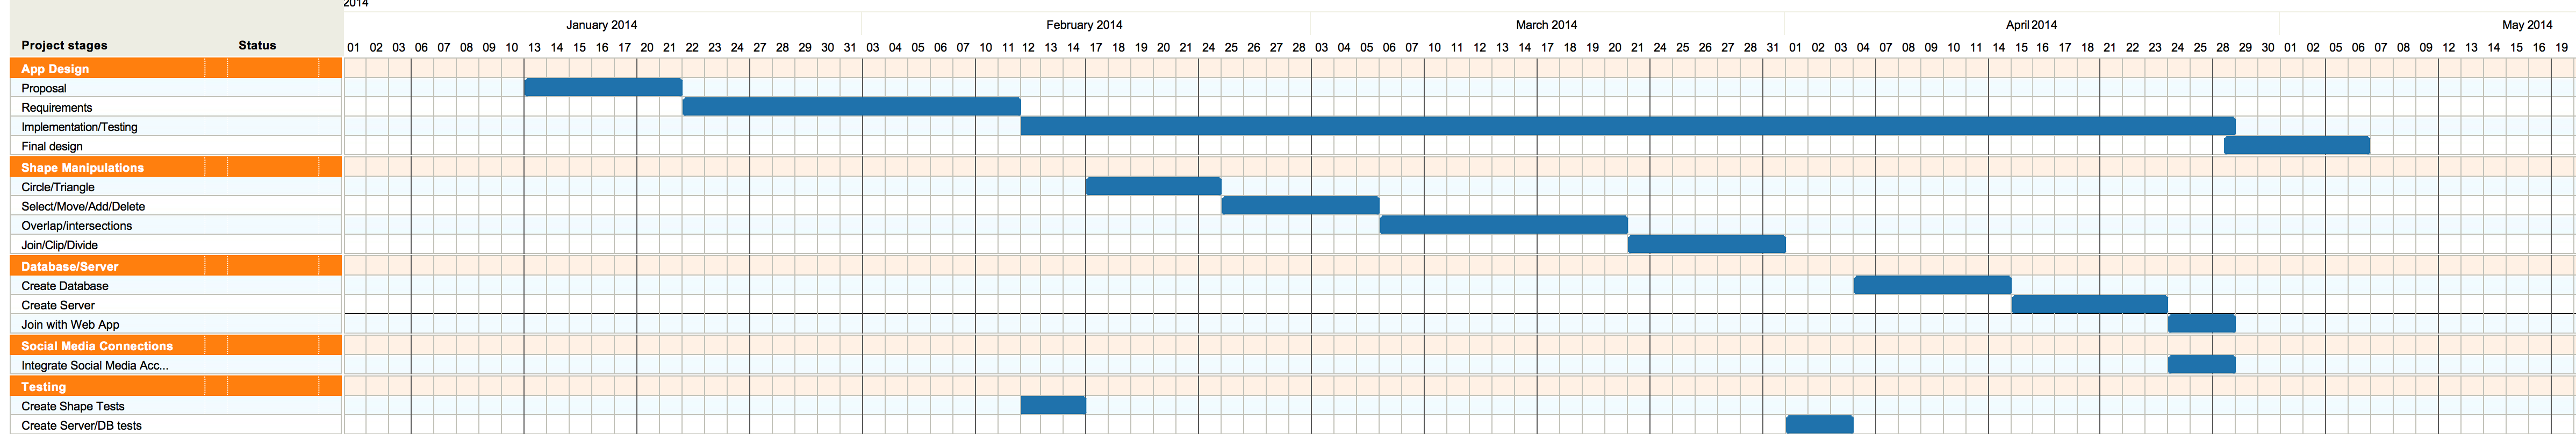 2014
January 2014 February 2014 March 2014 April 2014 May 2014
Project stages Status 01 02 03 06 07 08 09 10 13 14 15 16 17 20 21 22 23 24 27 28 29 30 31 03 04 05 06 07 10 11 12 13 14 17 18 19 20 21 24 25 26 27 28 03 04 05 06 07 10 11 12 13 14 17 18 19 20 21 24 25 26 27 28 31 01 02 03 04 07 08 09 10 11 14 15 16 17 18 21 22 23 24 25 28 29 30 01 02 05 06 07 08 09 12 13 14 15 16 19
App Design
Proposal
Requirements
Implementation/Testing
Final design
Shape Manipulations
Circle/Triangle
Select/Move/Add/Delete
Overlap/intersections
Join/Clip/Divide
Database/Server
Create Database
Create Server
Join with Web App
Social Media Connections
Integrate Social Media Acc...
Testing
Create Shape Tests
Create Server/DB tests